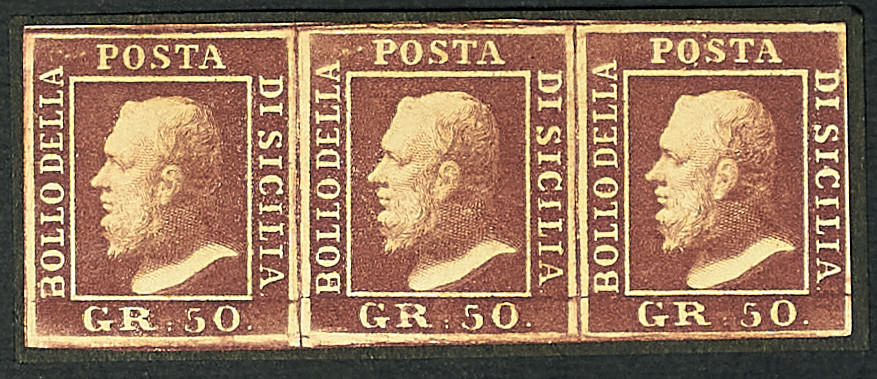 BOLLO DELLA
POSTA
DI SICILIA
GR. 50.
BOLLO DELLA
POSTA
DI SICILIA
GR. 50.
BOLLO DELLA
POSTA
DI SICILIA
GR. 50.